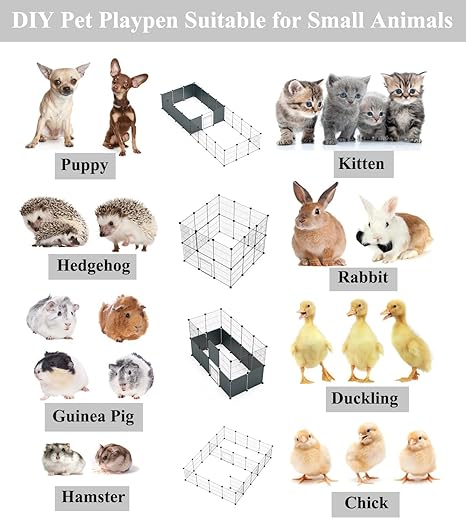 DIY Pet Playpen Suitable for Small Animals
Puppy
Kitten
Hedgehog
Rabbit
Guinea Pig
Duckling
Hamster
Chick